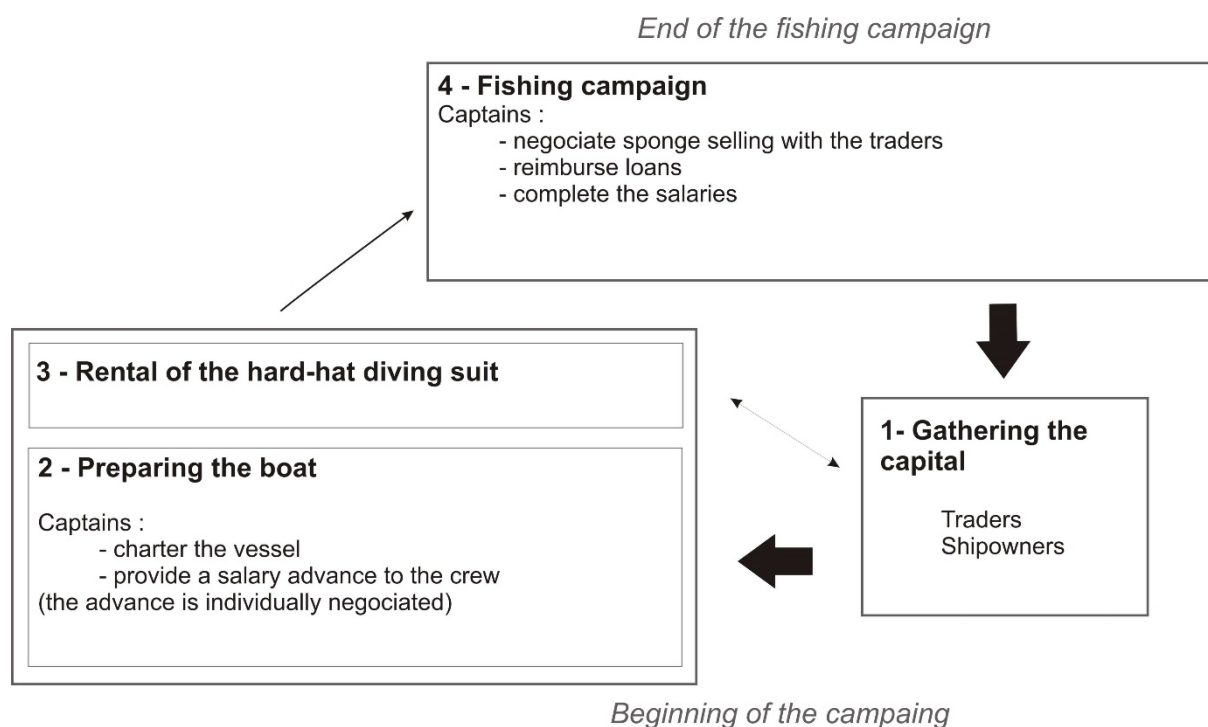 End of the fishing campaign
4 - Fishing campaign
Captains :
- negociate sponge selling with the traders
- reimburse loans
- complete the salaries
3 - Rental of the hard-hat diving suit
2 - Preparing the boat
Captains :
- charter the vessel
- provide a salary advance to the crew
(the advance is individually negotiated)
1- Gathering the
capital
Traders
Shipowners
Beginning of the campaing